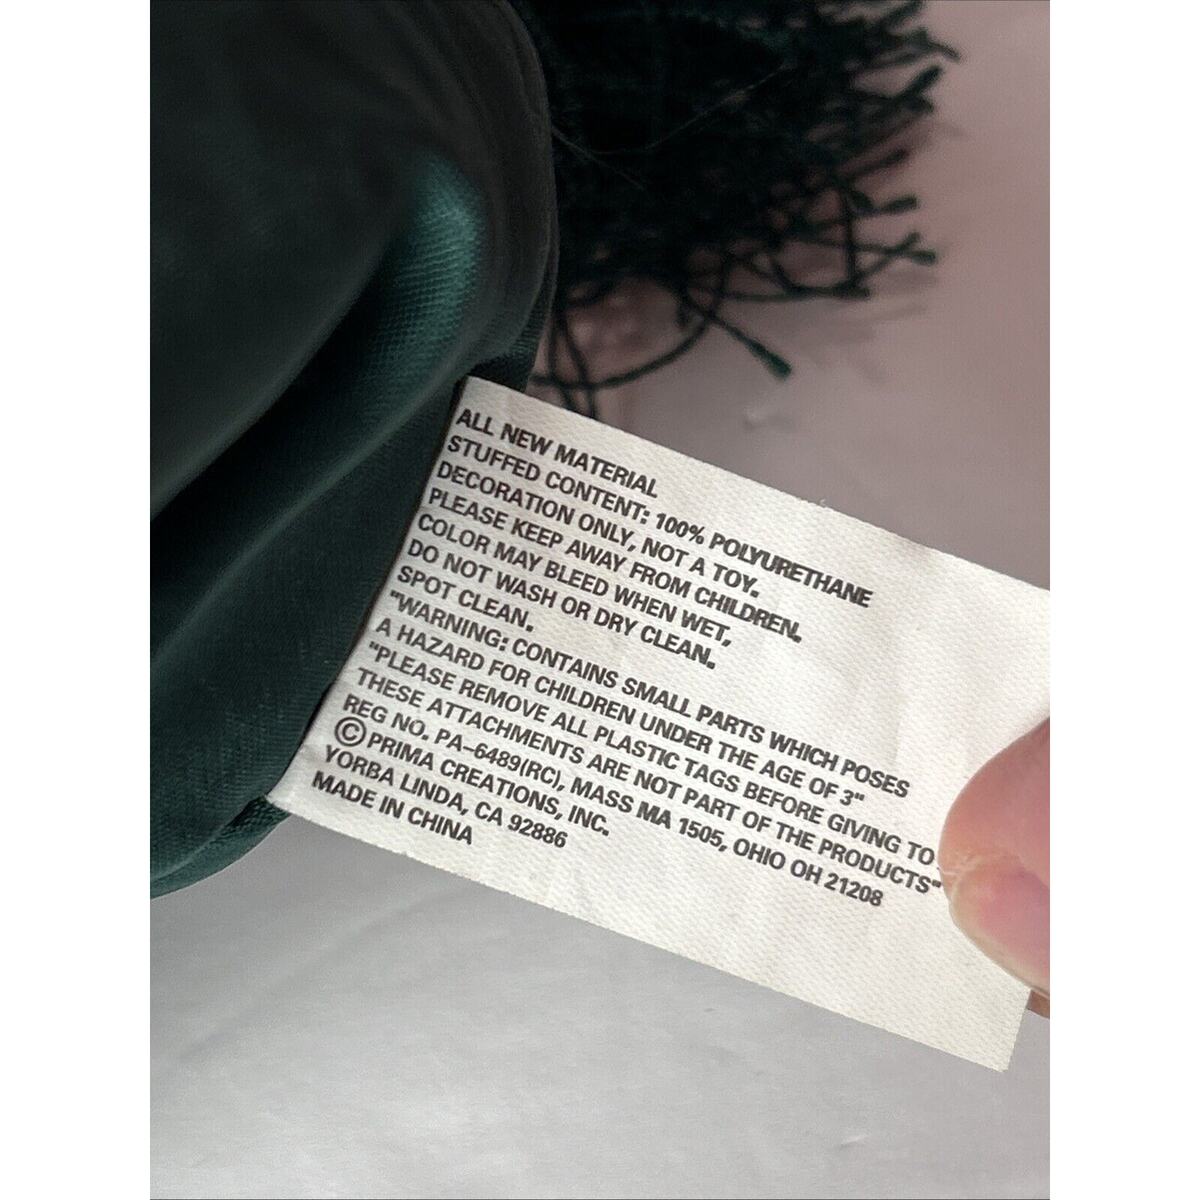 ALL NEW MATERIAL
STUFFED CONTENT: 100% POLYURETHANE
DECORATION ONLY, NOT A TOY.
PLEASE KEEP AWAY FROM CHILDREN.
COLOR MAY BLEED WHEN WET,
DO NOT WASH OR DRY CLEAN.
SPOT CLEAN.
"WARNING: CONTAINS SMALL PARTS WHICH POSES
A HAZARD FOR CHILDREN UNDER THE AGE OF 3"
"PLEASE REMOVE ALL PLASTIC TAGS BEFORE GIVING TO
THESE ATTACHMENTS ARE NOT PART OF THE PRODUCTS"
REG NO. PA-6489(RC), MASS MA 1505, OHIO OH 21208
© PRIMA CREATIONS, INC.
YORBA LINDA, CA 92886
MADE IN CHINA